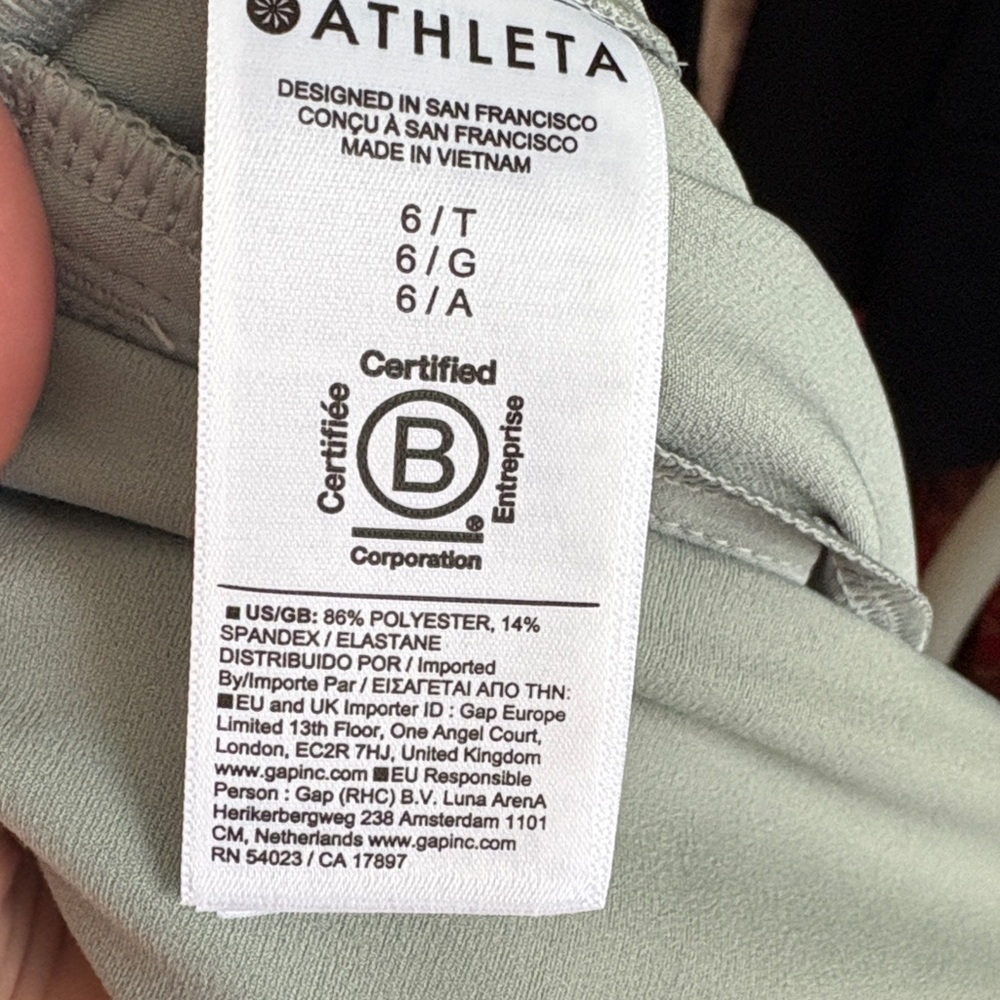 ATHLETA
DESIGNED IN SAN FRANCISCO
CONÇU À SAN FRANCISCO
MADE IN VIETNAM
6 / T
6 / G
6 / A
Certified
Certifiée
B
Entreprise
®
Corporation
US/GB: 86% POLYESTER, 14%
SPANDEX / ELASTANE
DISTRIBUIDO POR / Imported
By/Importe Par / ΕΙΣΑΓΕΤΑΙ ΑΠΟ ΤΗΝ:
EU and UK Importer ID : Gap Europe
Limited 13th Floor, One Angel Court,
London, EC2R 7HJ, United Kingdom
www.gapinc.com EU Responsible
Person : Gap (RHC) B.V. Luna ArenA
Herikerbergweg 238 Amsterdam 1101
CM, Netherlands www.gapinc.com
RN 54023 / CA 17897